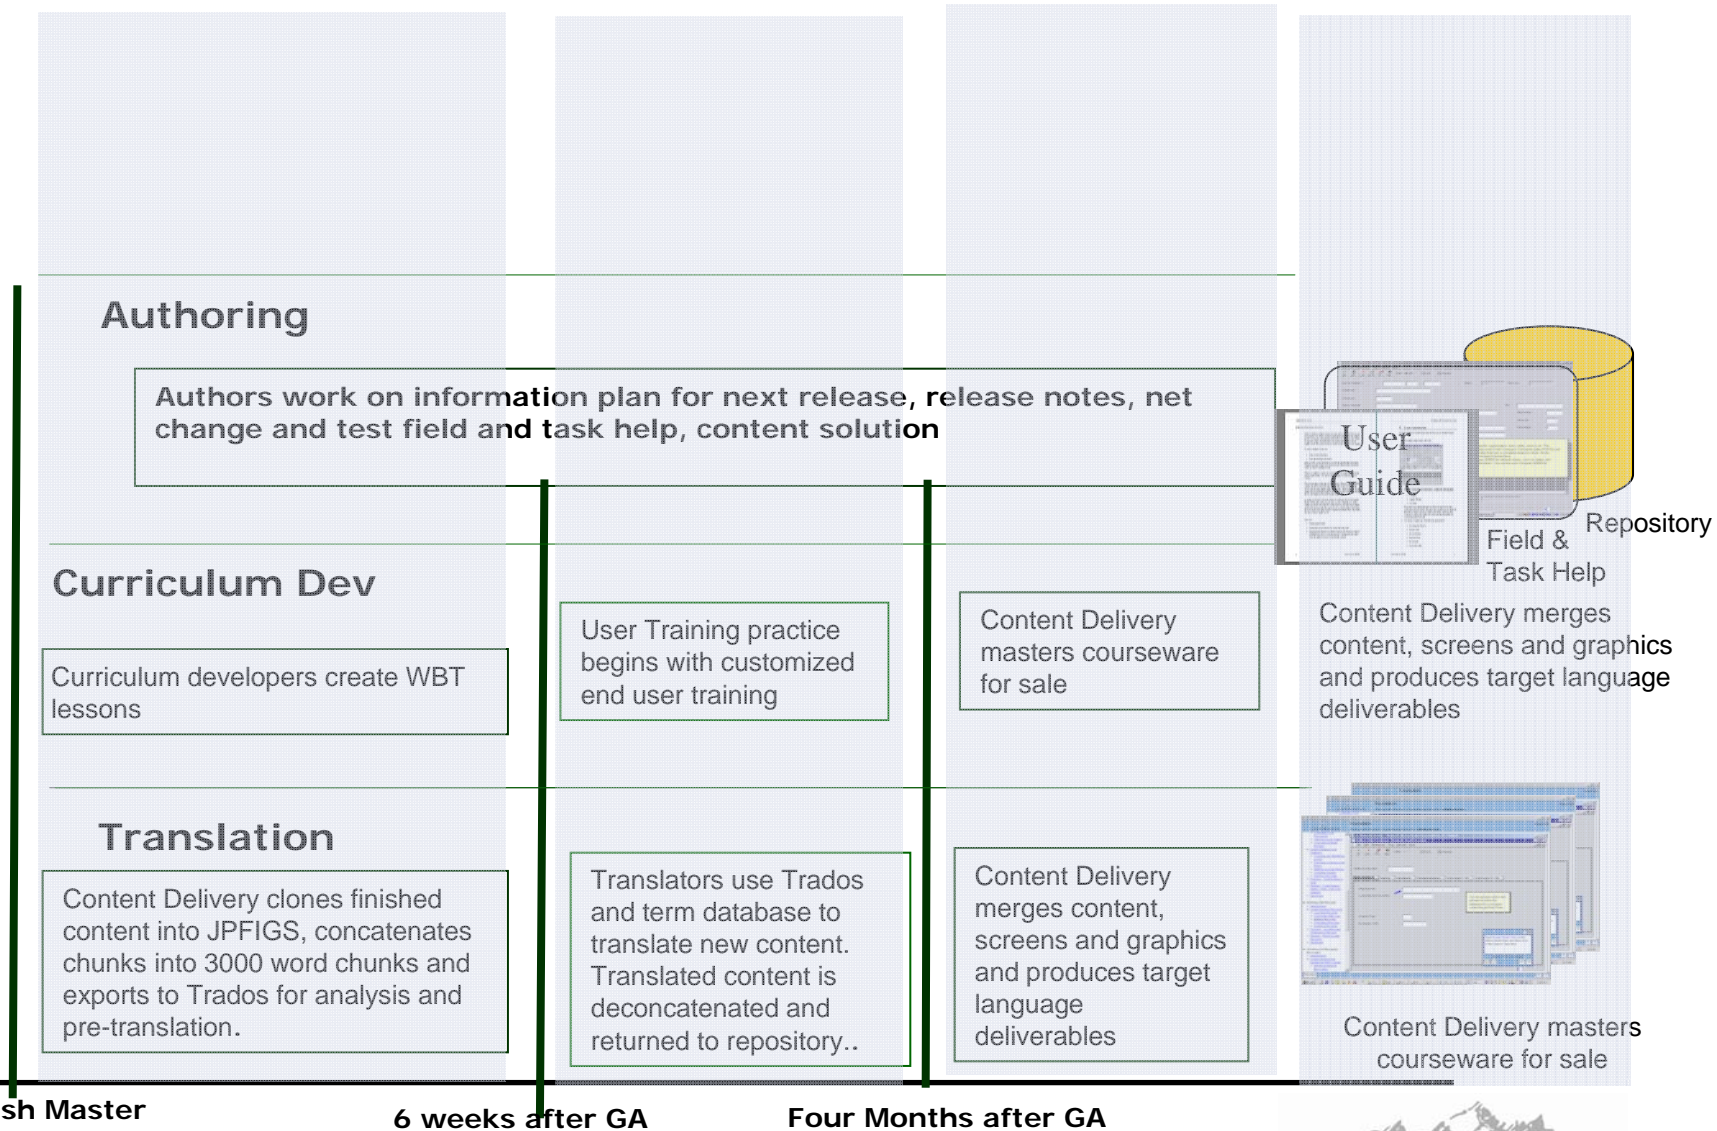 Authoring
Authors work on information plan for next release, release notes, net
change and test field and task help, content solution
User
Guide
Repository
Field &
Task Help
Curriculum Dev
Curriculum developers create WBT
lessons
User Training practice
begins with customized
end user training
Content Delivery
masters courseware
for sale
Content Delivery merges
content, screens and graphics
and produces target language
deliverables
Translation
Content Delivery clones finished
content into JPFIGS, concatenates
chunks into 3000 word chunks and
exports to Trados for analysis and
pre-translation.
Translators use Trados
and term database to
translate new content.
Translated content is
deconcatenated and
returned to repository..
Content Delivery
merges content,
screens and graphics
and produces target
language
deliverables
Content Delivery masters
courseware for sale
sh Master
6 weeks after GA
Four Months after GA